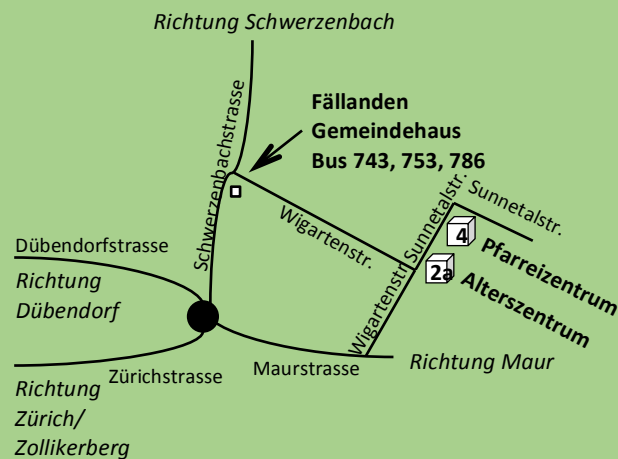 Richtung Schwerzenbach
Fällanden
Gemeindehaus
Bus 743, 753, 786
Schwerzenbachstrasse
Wigartenstr.
Sunnetalstr.
Sunnetalstr.
Dübendorfstrasse
Richtung
Dübendorf
4 Pfarreizentrum
2a Alterszentrum
Wigartenstr.
Zürichstrasse
Maurstrasse
Richtung Maur
Richtung
Zürich/
Zollikerberg